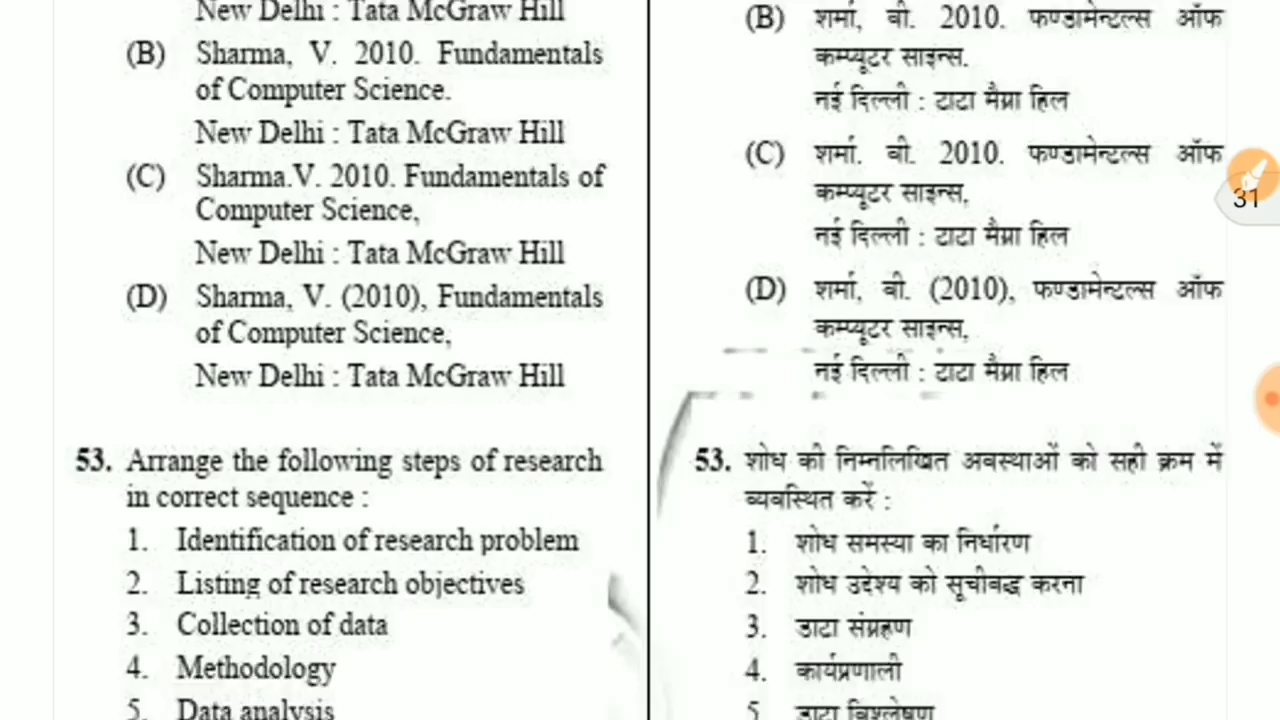 New Delhi : Tata McGraw Hill
(B) Sharma, V. 2010. Fundamentals
of Computer Science.
New Delhi : Tata McGraw Hill
(C) Sharma.V. 2010. Fundamentals of
Computer Science,
New Delhi : Tata McGraw Hill
(D) Sharma, V. (2010), Fundamentals
of Computer Science,
New Delhi : Tata McGraw Hill
53. Arrange the following steps of research
in correct sequence :
1. Identification of research problem
2. Listing of research objectives
3. Collection of data
4. Methodology
5. Data analysis
(B) शर्मा, वी. 2010. फण्डामेन्टल्स ऑफ
कम्प्यूटर साइन्स.
नई दिल्ली : टाटा मैग्रा हिल
(C) शर्मा. वी. 2010. फण्डामेन्टल्स ऑफ
कम्प्यूटर साइन्स,
नई दिल्ली : टाटा मैग्रा हिल
(D) शर्मा, वी. (2010), फण्डामेन्टल्स ऑफ
कम्प्यूटर साइन्स,
नई दिल्ली : टाटा मैग्रा हिल
53. शोध की निम्नलिखित अवस्थाओं को सही क्रम में
व्यवस्थित करें :
1. शोध समस्या का निर्धारण
2. शोध उद्देश्य को सूचीबद्ध करना
3. डाटा संग्रहण
4. कार्यप्रणाली
5. डाटा विश्लेषण
31